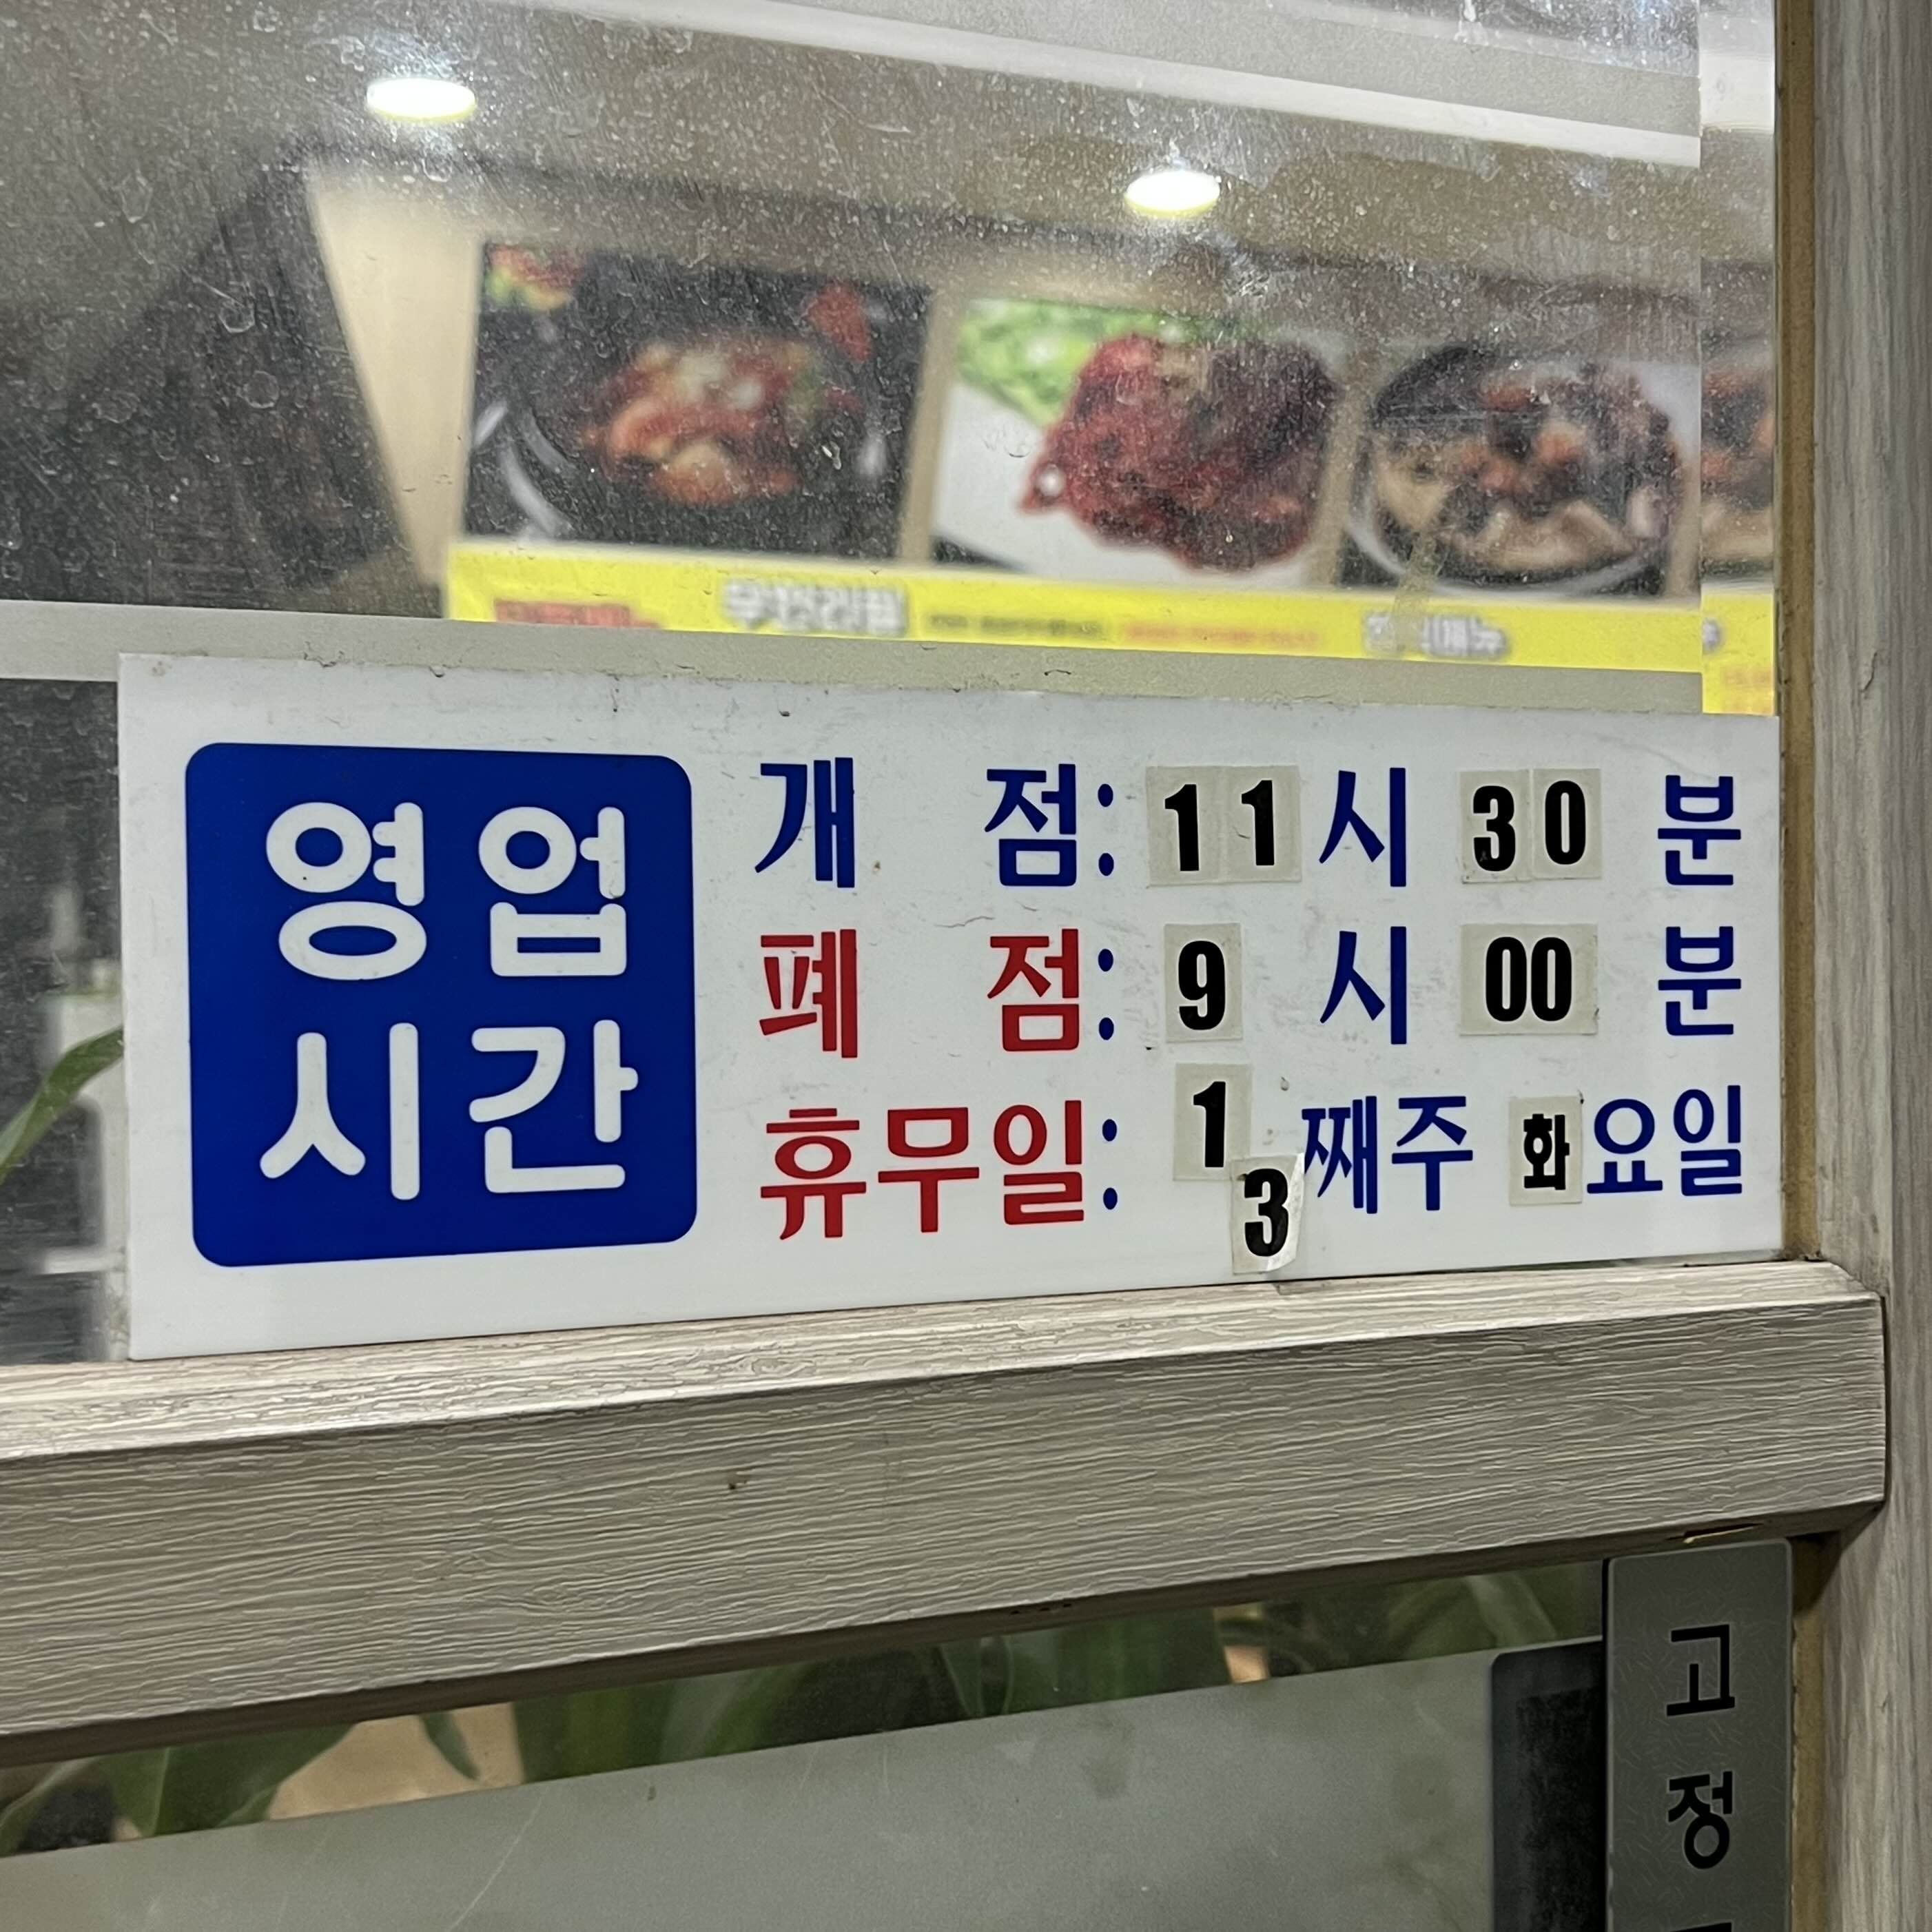 영업
시간
개 점: 11시 30 분
폐 점: 9 시 00 분
휴무일: 1 3 째주 화요일
고
정